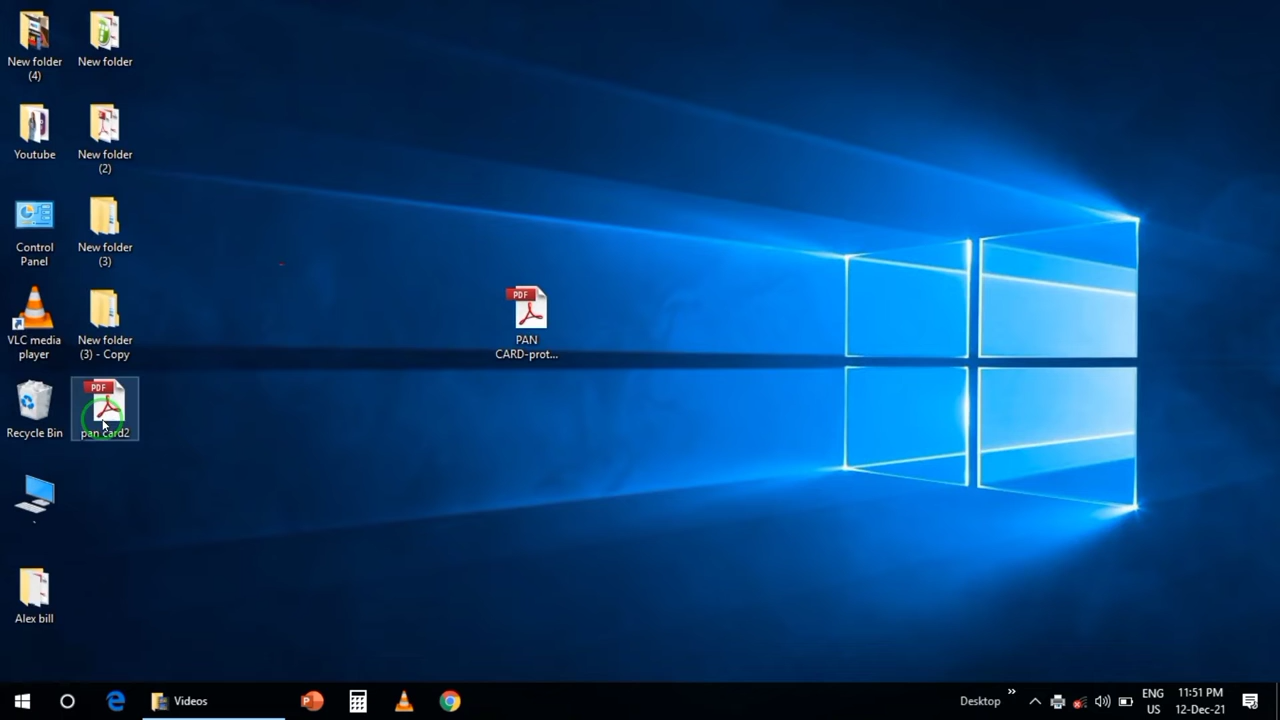 New folder
(4)
New folder
Youtube
New folder
(2)
Control
Panel
New folder
(3)
VLC media
player
New folder
(3) - Copy
Recycle Bin
PDF
pan card2
Alex bill
PDF
PAN
CARD-prot...
Videos
Desktop
ENG
US
11:51 PM
12-Dec-21